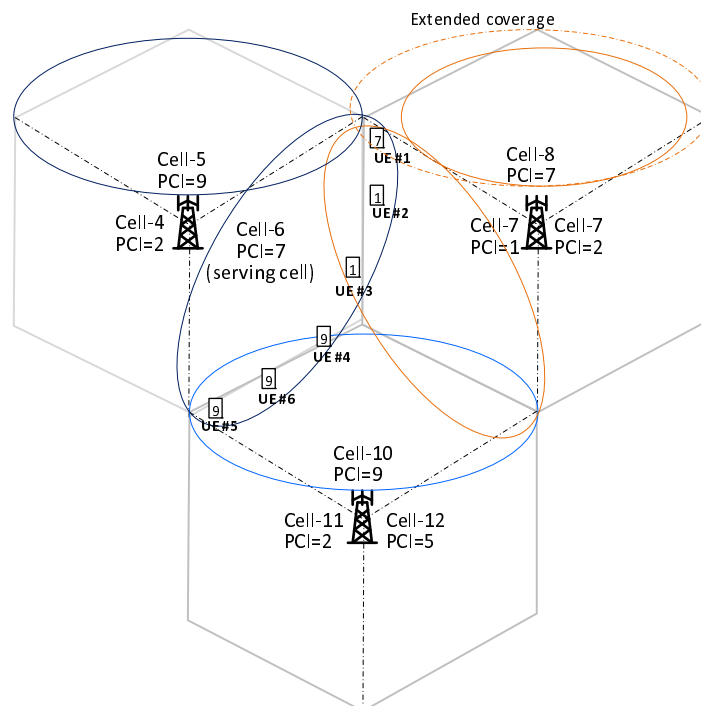 Extended coverage
7
UE #1
Cell-5
PCI=9
Cell-8
PCI=7
1
UE #2
Cell-4
PCI=2
Cell-6
PCI=7
(serving cell)
Cell-7
PCI=1
Cell-7
PCI=2
1
UE #3
9
UE #4
9
UE #6
9
UE #5
Cell-10
PCI=9
Cell-11
PCI=2
Cell-12
PCI=5